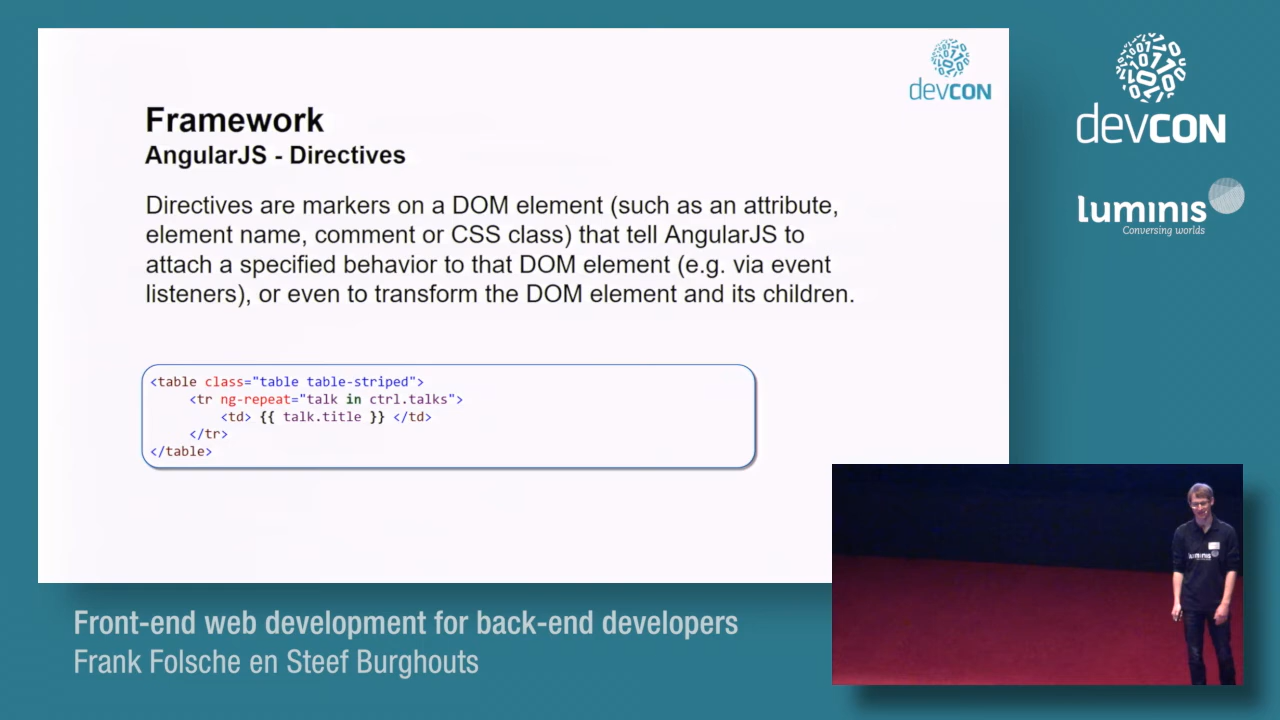 devcon
Framework
AngularJS - Directives
Directives are markers on a DOM element (such as an attribute,
element name, comment or CSS class) that tell AngularJS to
attach a specified behavior to that DOM element (e.g. via event
listeners), or even to transform the DOM element and its children.
<table class="table table-striped">
<tr ng-repeat="talk in ctrl.talks">
<td> {{ talk.title }} </td>
</tr>
</table>
devcon
luminis
Conversing worlds
luminis
Front-end web development for back-end developers
Frank Folsche en Steef Burghouts